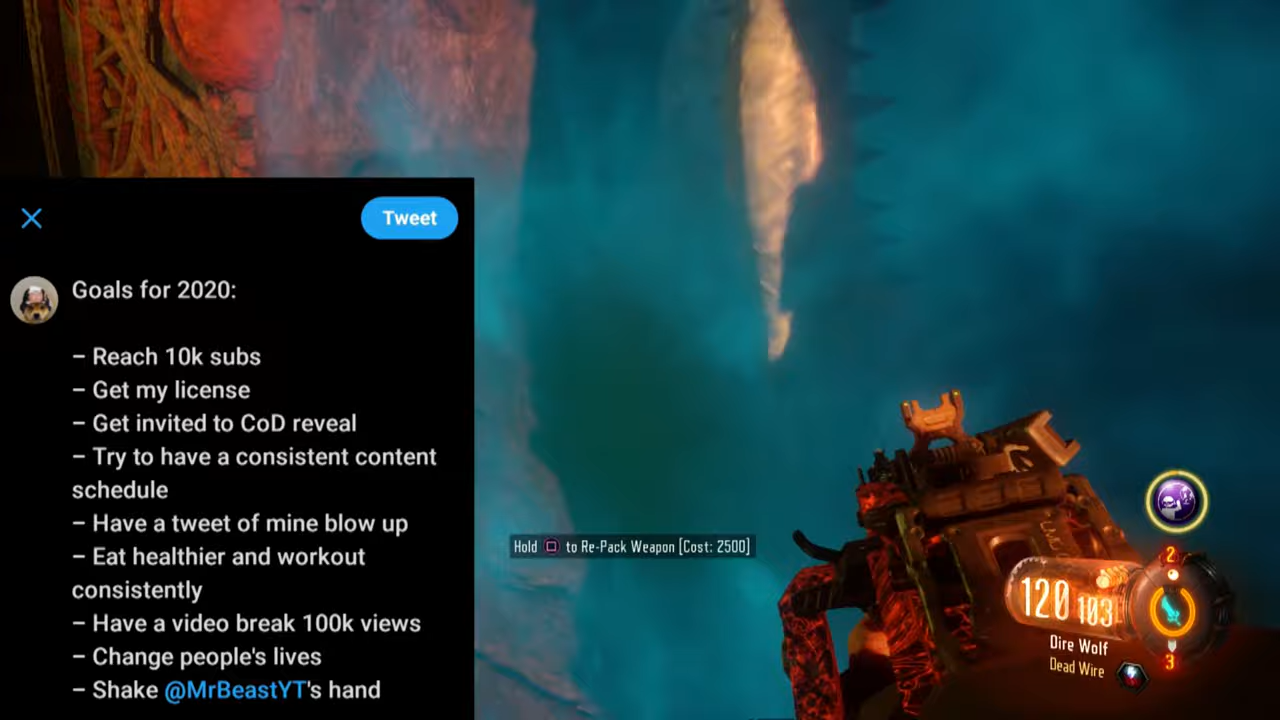 Tweet
Goals for 2020:
– Reach 10k subs
– Get my license
– Get invited to CoD reveal
– Try to have a consistent content
schedule
– Have a tweet of mine blow up
– Eat healthier and workout
consistently
– Have a video break 100k views
– Change people's lives
– Shake @MrBeastYT's hand
Hold to Re-Pack Weapon [Cost: 2500]
2
120 103
Dire Wolf
Dead Wire
3